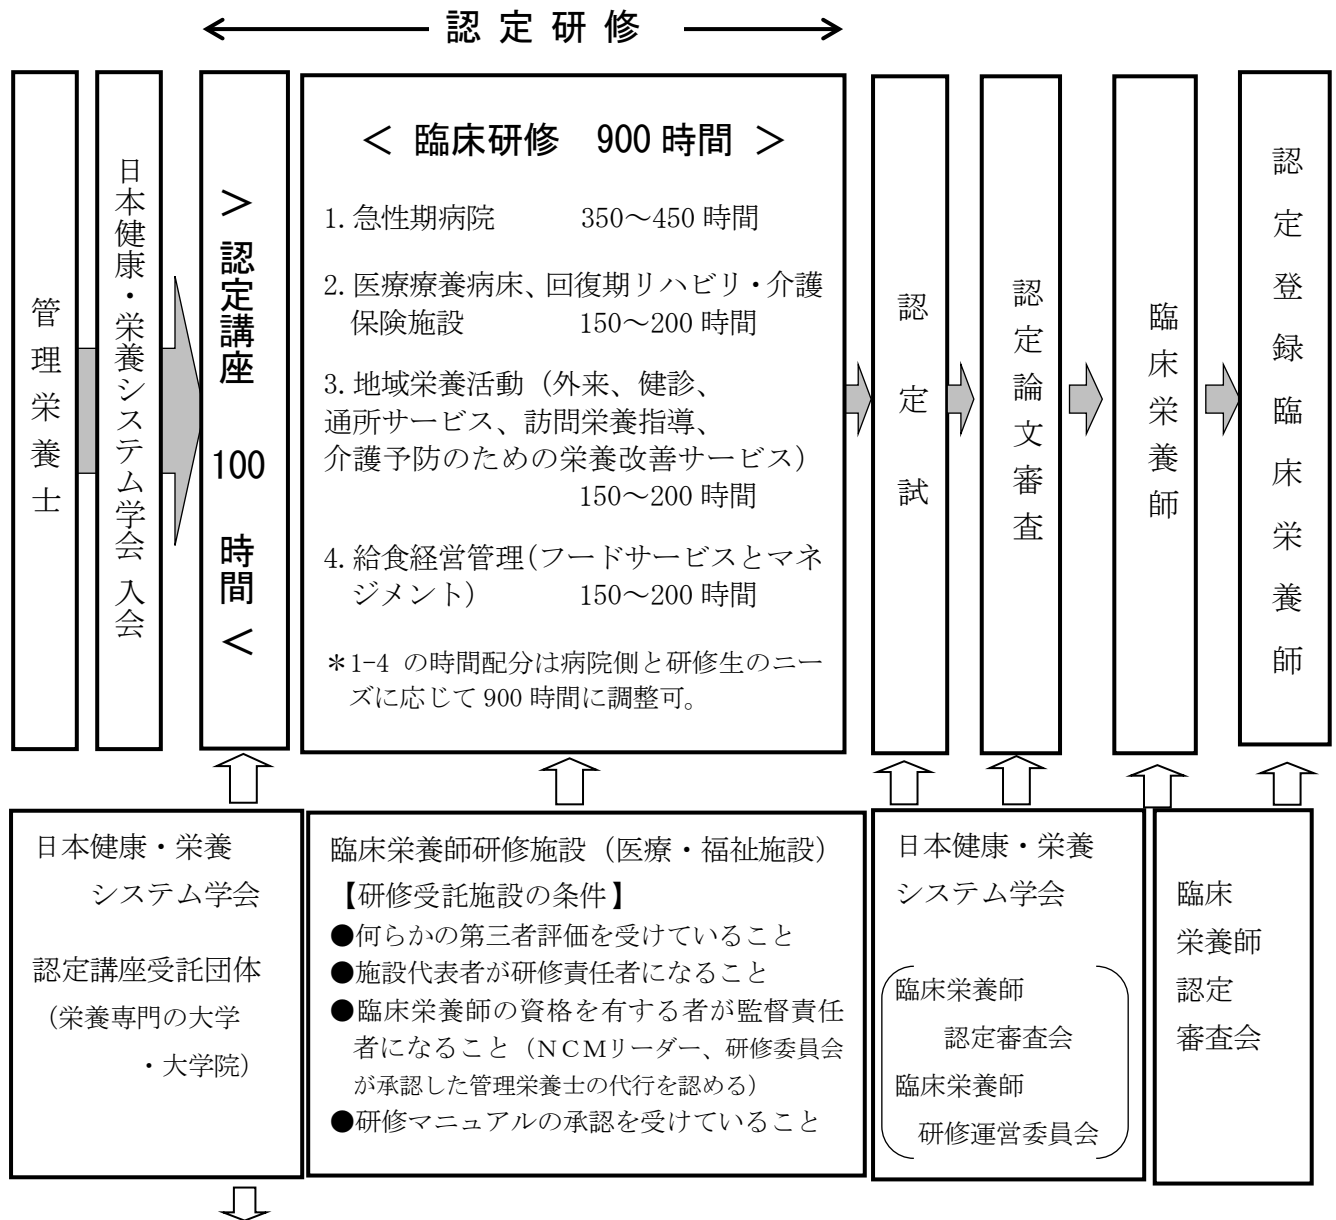 認定研修
管理栄養士
日本健康・栄養システム学会 入会
＜認定講座 100 時間＞
＜ 臨床研修 900 時間 ＞
1. 急性期病院 350～450 時間
2. 医療療養病床、回復期リハビリ・介護
保険施設 150～200 時間
3. 地域栄養活動（外来、健診、
通所サービス、訪問栄養指導、
介護予防のための栄養改善サービス）
150～200 時間
4. 給食経営管理（フードサービスとマネ
ジメント） 150～200 時間
＊1-4 の時間配分は病院側と研修生のニー
ズに応じて 900 時間に調整可。
認定試
認定論文審査
臨床栄養師
認定登録臨床栄養師
日本健康・栄養
システム学会
認定講座受託団体
（栄養専門の大学
・大学院）
臨床栄養師研修施設（医療・福祉施設）
【研修受託施設の条件】
●何らかの第三者評価を受けていること
●施設代表者が研修責任者になること
●臨床栄養師の資格を有する者が監督責任
者になること（ＮＣＭリーダー、研修委員会
が承認した管理栄養士の代行を認める）
●研修マニュアルの承認を受けていること
日本健康・栄養
システム学会
臨床栄養師
認定審査会
臨床栄養師
研修運営委員会
臨床
栄養師
認定
審査会